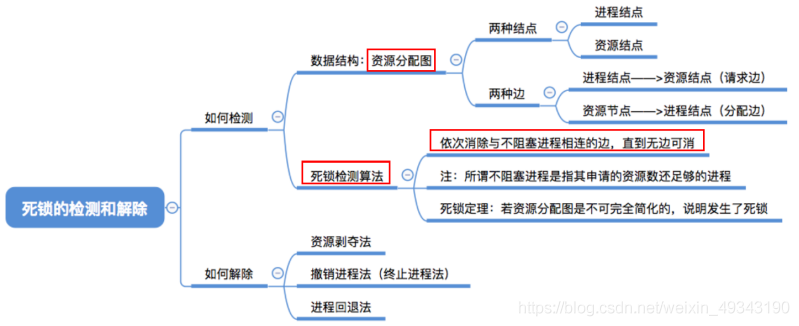 死锁的检测和解除
如何检测
数据结构：资源分配图
两种结点
进程结点
资源结点
两种边
进程结点——>资源结点（请求边）
资源节点——>进程结点（分配边）
死锁检测算法
依次消除与不阻塞进程相连的边，直到无边可消
注：所谓不阻塞进程是指其申请的资源数还足够的进程
死锁定理：若资源分配图是不可完全简化的，说明发生了死锁
如何解除
资源剥夺法
撤销进程法（终止进程法）
进程回退法
https://blog.csdn.net/weixin_49343190